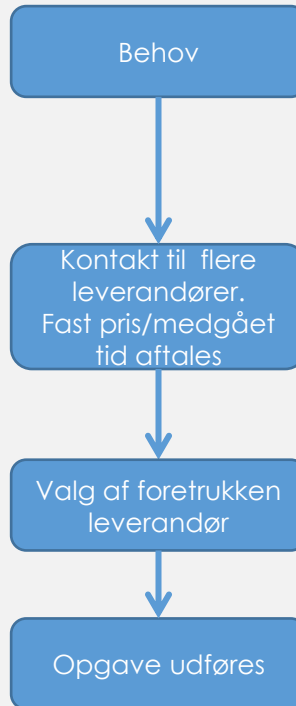 Behov
Kontakt til flere
leverandører.
Fast pris/medgået
tid aftales
Valg af foretrukken
leverandør
Opgave udføres